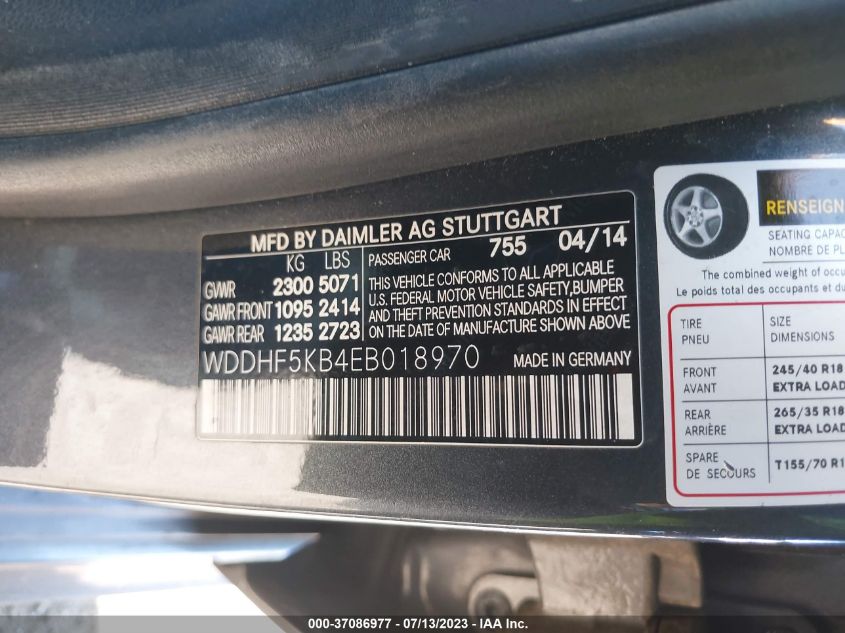 MFD BY DAIMLER AG STUTTGART
KG LBS
GVWR 2300 5071
GAWR FRONT 1095 2414
GAWR REAR 1235 2723
PASSENGER CAR 755 04/14
THIS VEHICLE CONFORMS TO ALL APPLICABLE
U.S. FEDERAL MOTOR VEHICLE SAFETY, BUMPER
AND THEFT PREVENTION STANDARDS IN EFFECT
ON THE DATE OF MANUFACTURE SHOWN ABOVE
WDDHF5KB4EB018970 MADE IN GERMANY
RENSEIGN
SEATING CAPAC
NOMBRE DE PL
The combined weight of occu
Le poids total des occupants et du
TIRE
PNEU
SIZE
DIMENSIONS
FRONT
AVANT
245/40 R18
EXTRA LOAD
REAR
ARRIÈRE
265/35 R18
EXTRA LOAD
SPARE
DE SECOURS
T155/70 R1
000-37086977 / 07/13/2023 - IAA Inc.